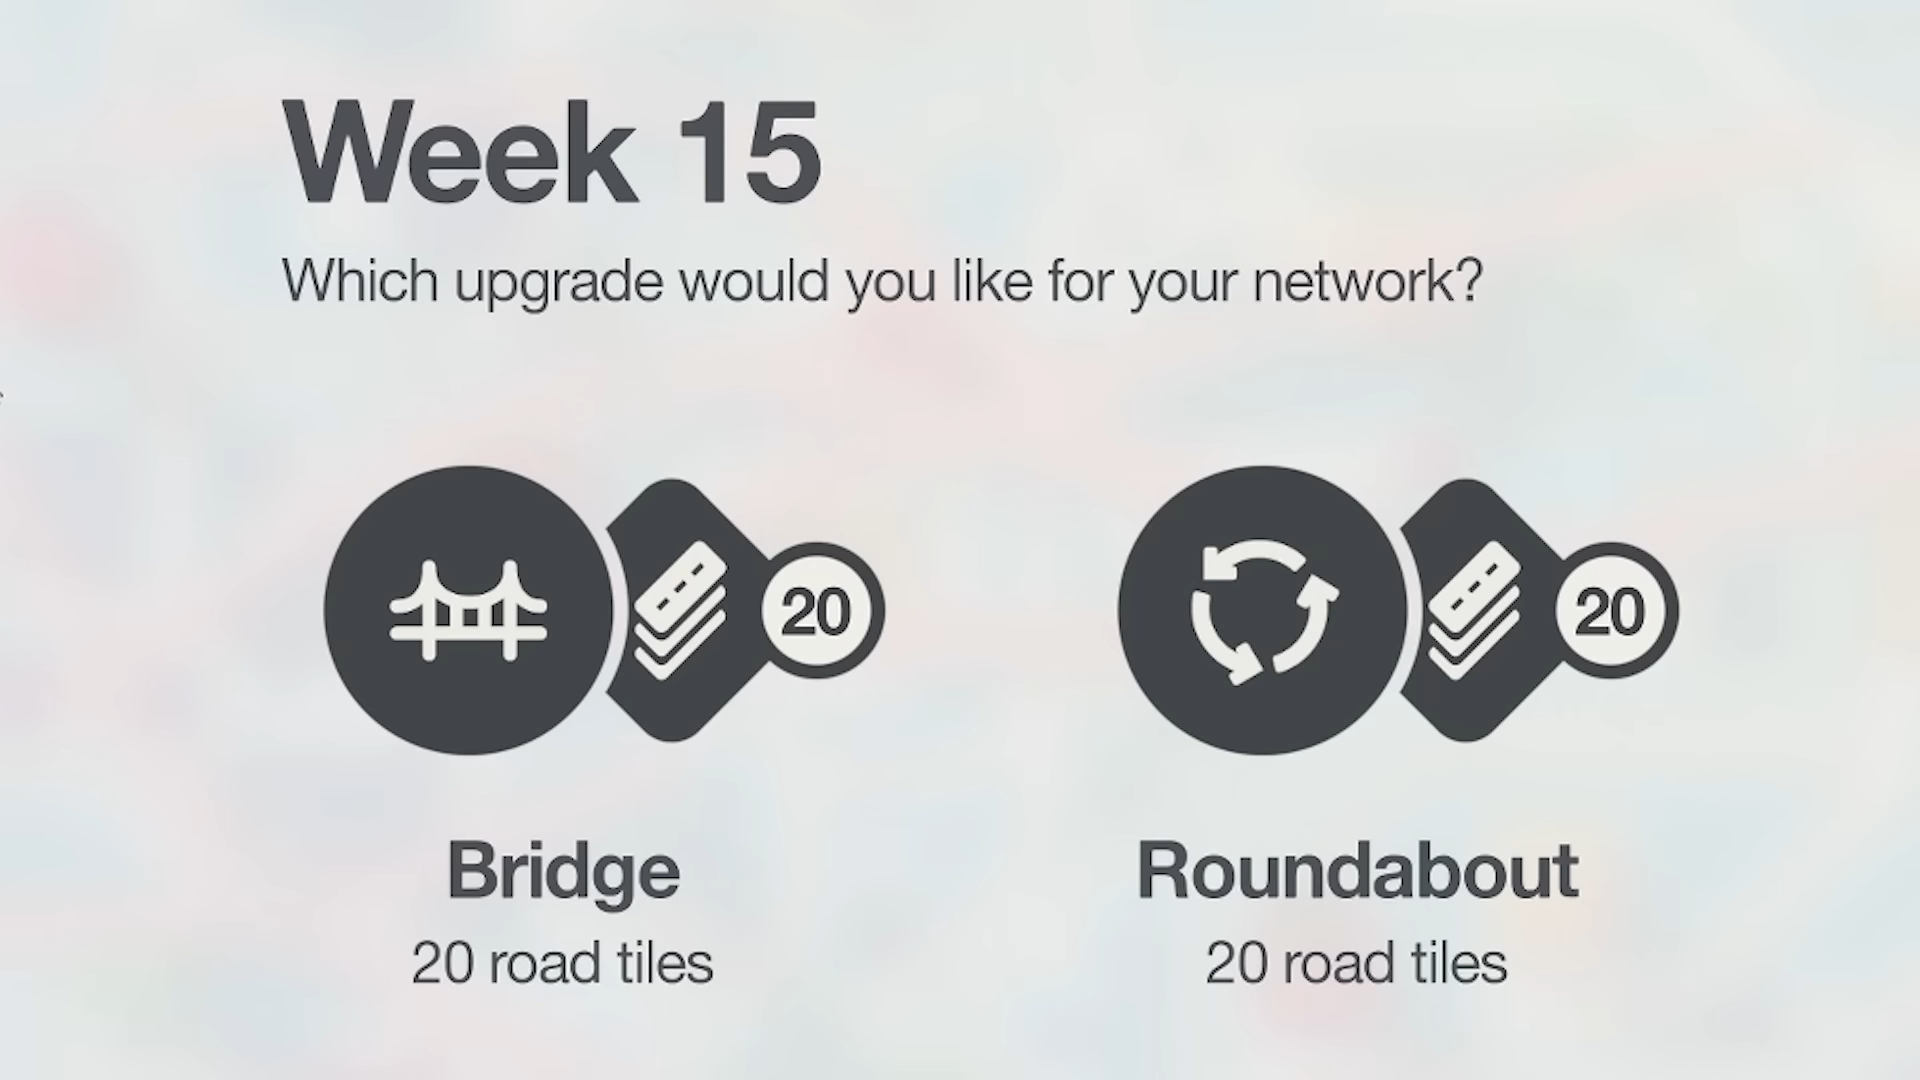 Week 15
Which upgrade would you like for your network?
20
20
Bridge
Roundabout
20 road tiles
20 road tiles